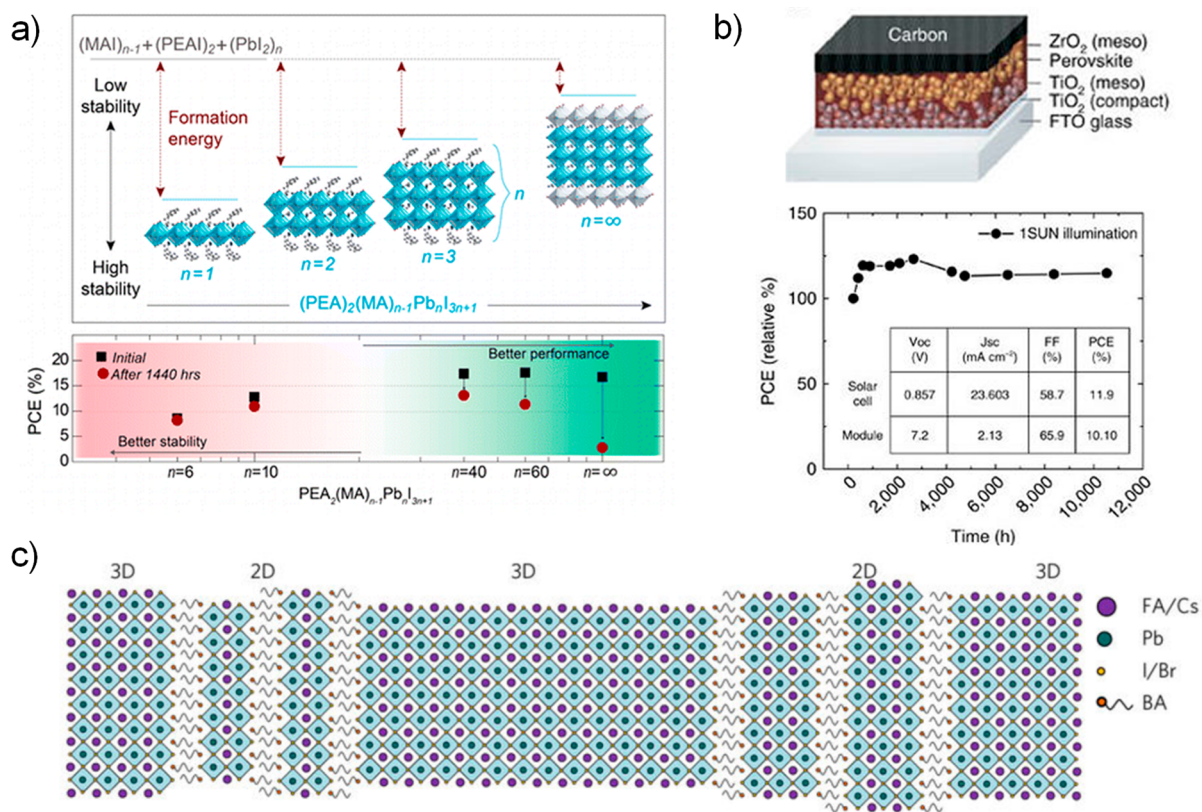 a)
(MAI)n-1+(PEAI)2+(PbI2)n
Low
stability
Formation
energy
High
stability
n=1
n=2
n=3
n
n=∞
(PEA)2(MA)n-1PbnI3n+1
PCE (%)
20
15
10
5
0
Initial
After 1440 hrs
Better performance
Better stability
n=6
n=10
n=40
n=60
n=∞
PEA2(MA)n-1PbnI3n+1
b)
Carbon
ZrO2 (meso)
Perovskite
TiO2 (meso)
TiO2 (compact)
FTO glass
PCE (relative %)
150
100
50
0
1SUN illumination
Voc (V) Jsc (mA cm−2) FF (%) PCE (%)
Solar cell 0.857 23.603 58.7 11.9
Module 7.2 2.13 65.9 10.10
0 2,000 4,000 6,000 8,000 10,000 12,000
Time (h)
c)
3D 2D 3D 2D 3D
FA/Cs
Pb
I/Br
BA